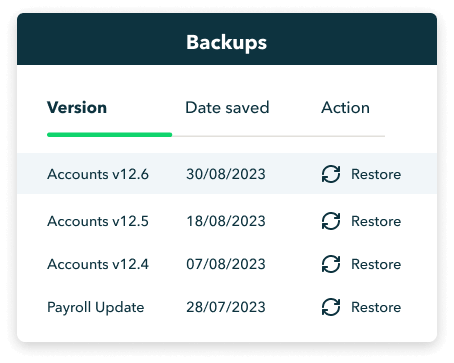 Backups
Version Date saved Action
Accounts v12.6 30/08/2023 Restore
Accounts v12.5 18/08/2023 Restore
Accounts v12.4 07/08/2023 Restore
Payroll Update 28/07/2023 Restore